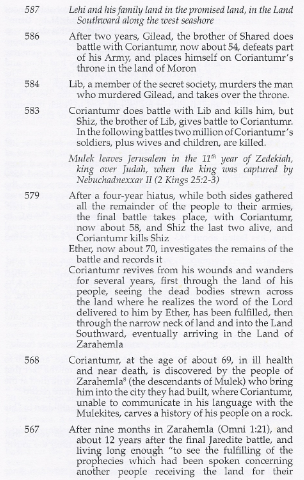 587 Lehi and his family land in the promised land, in the Land
Southward along the west seashore
586 After two years, Gilead, the brother of Shared does
battle with Coriantumr, now about 54, defeats part
of his Army, and places himself on Coriantumr's
throne in the land of Moron
584 Lib, a member of the secret society, murders the man
who murdered Gilead, and takes over the throne.
583 Coriantumr does battle with Lib and kills him, but
Shiz, the brother of Lib, gives battle to Coriantumr.
In the following battles two million of Coriantumr's
soldiers, plus wives and children, are killed.
Mulek leaves Jerusalem in the 11th year of Zedekiah,
king over Judah, when the king was captured by
Nebuchadnexxar II (2 Kings 25:2-3)
579 After a four-year hiatus, while both sides gathered
all the remainder of the people to their armies,
the final battle takes place, with Coriantumr,
now about 58, and Shiz the last two alive, and
Coriantumr kills Shiz
Ether, now about 70, investigates the remains of the
battle and records it
Coriantumr revives from his wounds and wanders
for several years, first through the land of his
people, seeing the dead bodies strewn across
the land where he realizes the word of the Lord
delivered to him by Ether, has been fulfilled, then
through the narrow neck of land and into the Land
Southward, eventually arriving in the Land of
Zarahemla
568 Coriantumr, at the age of about 69, in ill health
and near death, is discovered by the people of
Zarahemla⁸ (the descendants of Mulek) who bring
him into the city they had built, where Coriantumr,
unable to communicate in his language with the
Mulekites, carves a history of his people on a rock.
567 After nine months in Zarahemla (Omni 1:21), and
about 12 years after the final Jaredite battle, and
living long enough "to see the fulfilling of the
prophecies which had been spoken concerning
another people receiving the land for their